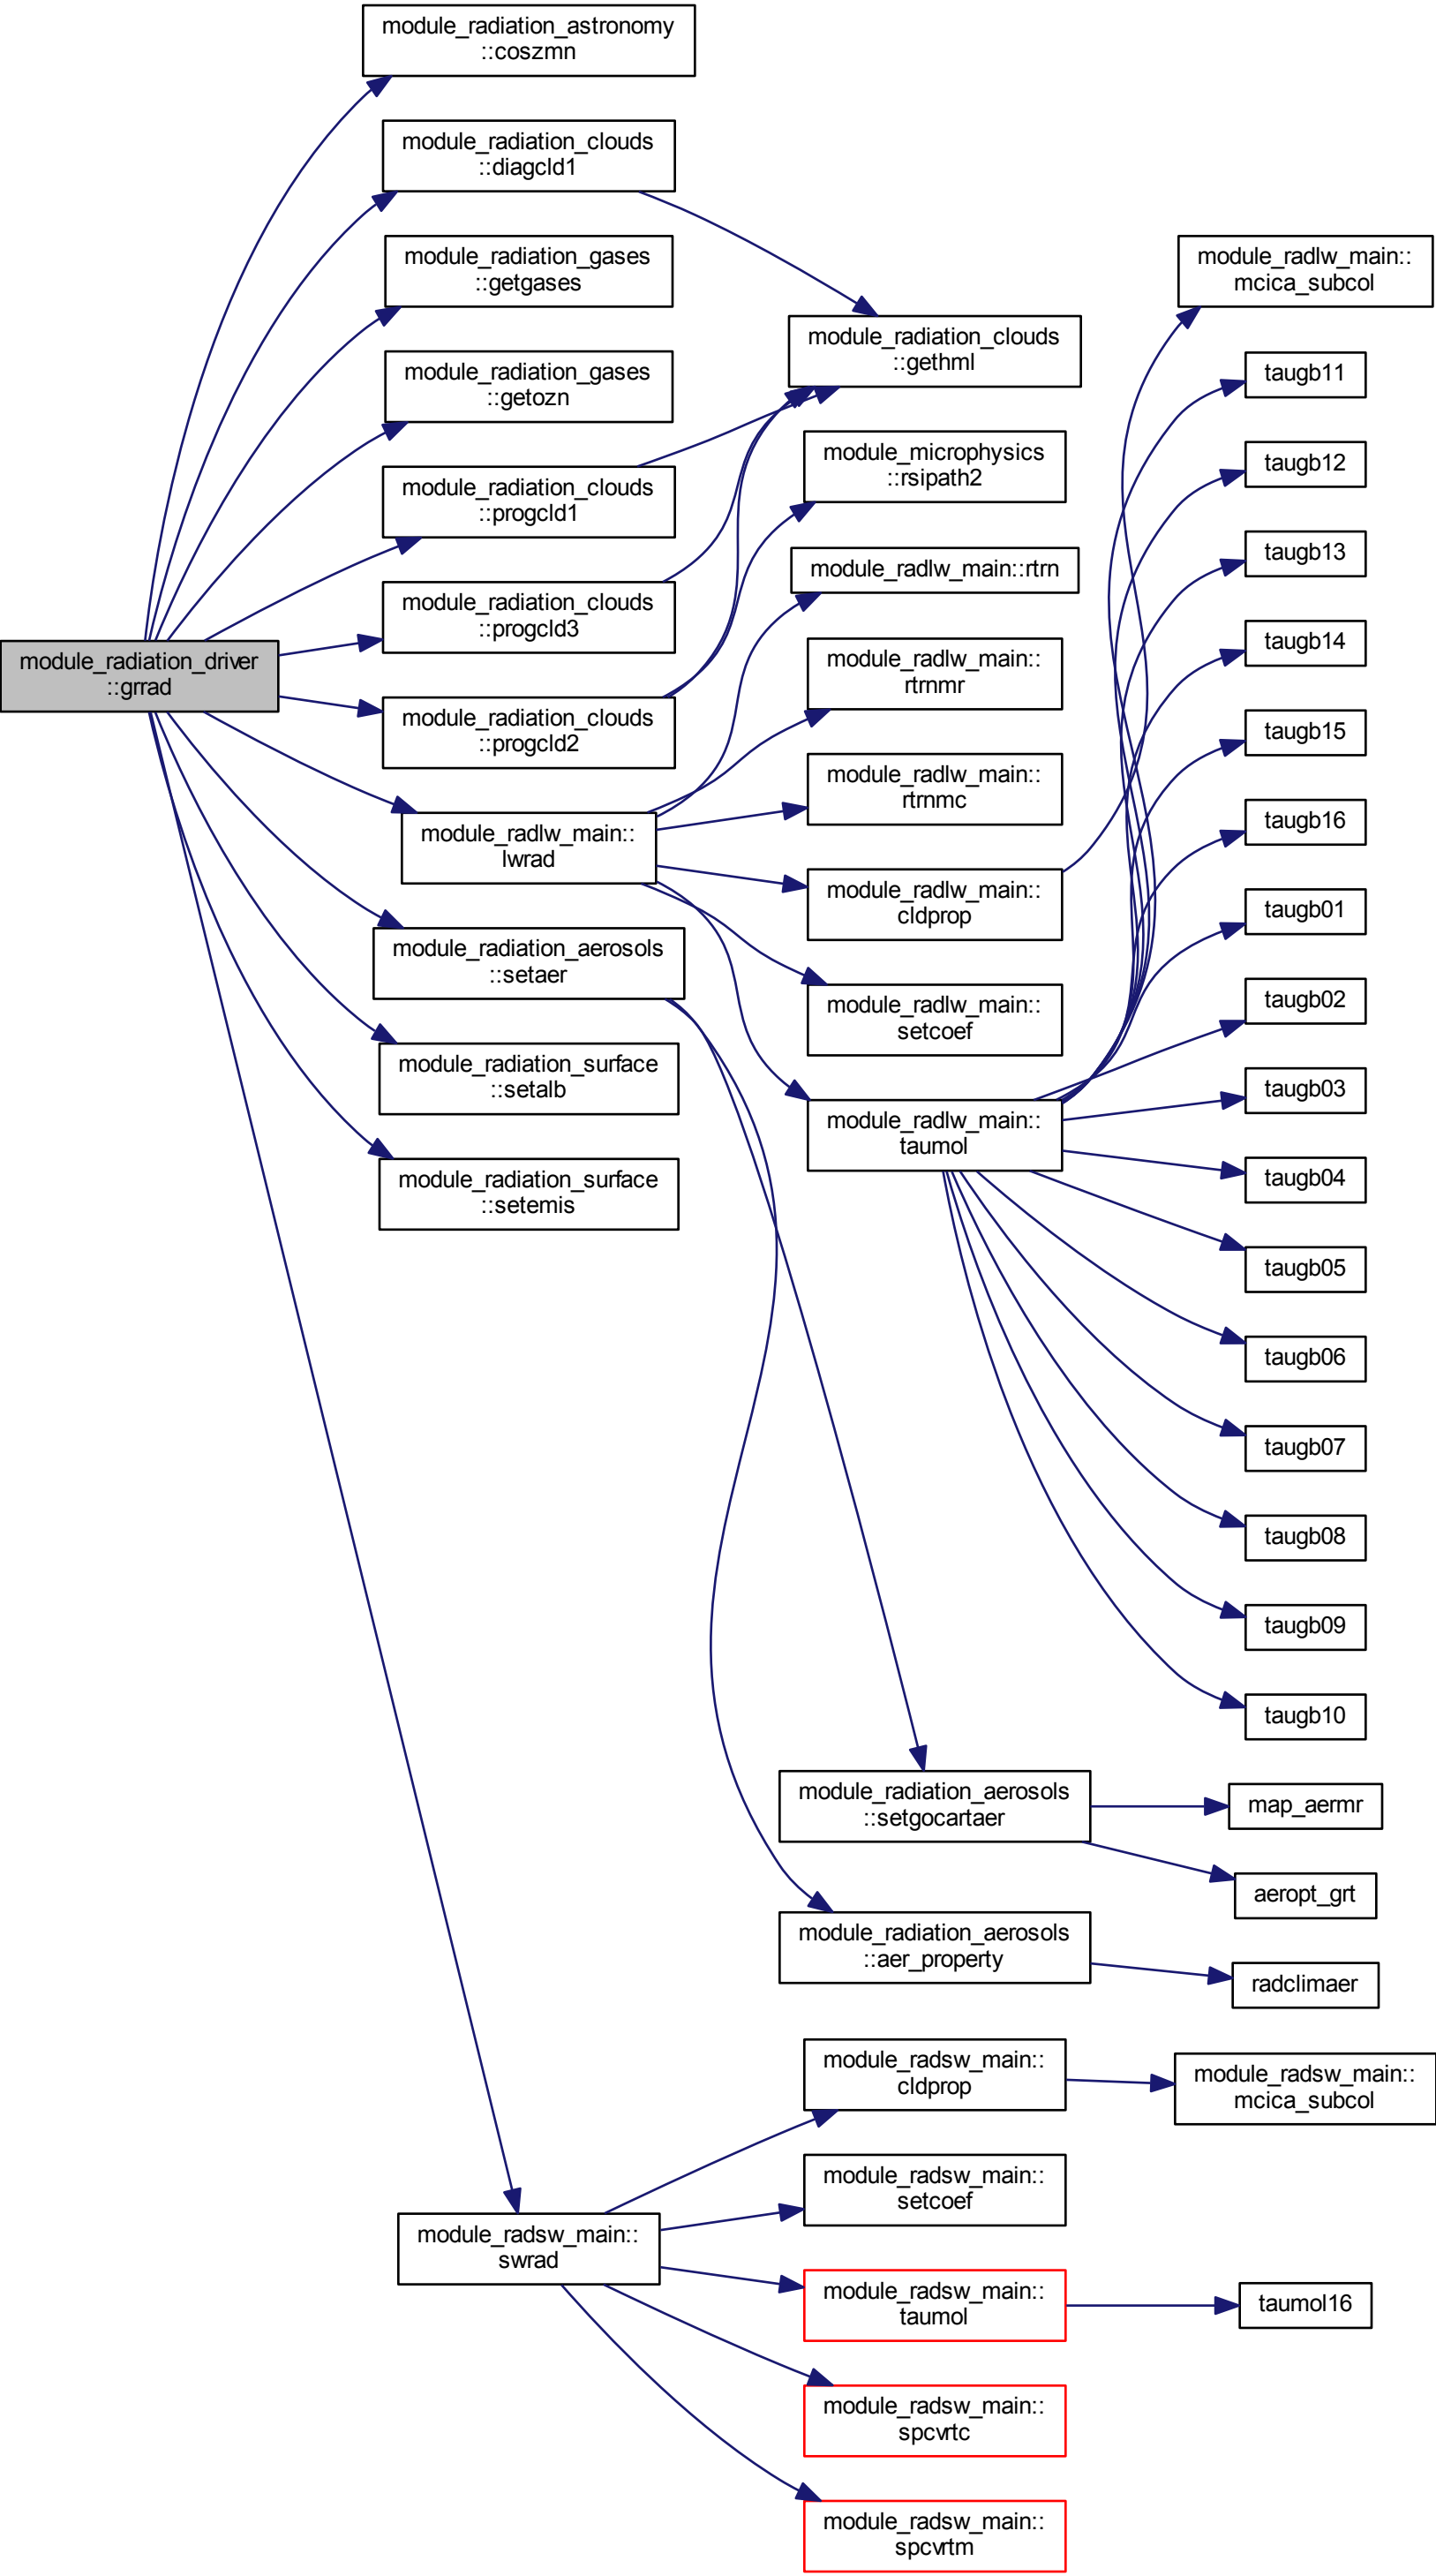 module_radiation_driver
::grrad
module_radiation_astronomy
::coszmn
module_radiation_clouds
::diagcld1
module_radiation_gases
::getgases
module_radiation_gases
::getozn
module_radiation_clouds
::progcld1
module_radiation_clouds
::progcld3
module_radiation_clouds
::progcld2
module_radlw_main::
lwrad
module_radiation_aerosols
::setaer
module_radiation_surface
::setalb
module_radiation_surface
::setemis
module_radsw_main::
swrad
module_radiation_clouds
::gethml
module_microphysics
::rsipath2
module_radlw_main::rtrn
module_radlw_main::
rtrnmr
module_radlw_main::
rtrnmc
module_radlw_main::
cldprop
module_radlw_main::
setcoef
module_radlw_main::
taumol
module_radiation_aerosols
::setgocartaer
module_radiation_aerosols
::aer_property
module_radsw_main::
cldprop
module_radsw_main::
setcoef
module_radsw_main::
taumol
module_radsw_main::
spcvrtc
module_radsw_main::
spcvrtm
module_radlw_main::
mcica_subcol
taugb11
taugb12
taugb13
taugb14
taugb15
taugb16
taugb01
taugb02
taugb03
taugb04
taugb05
taugb06
taugb07
taugb08
taugb09
taugb10
map_aermr
aeropt_grt
radclimaer
module_radsw_main::
mcica_subcol
taumol16